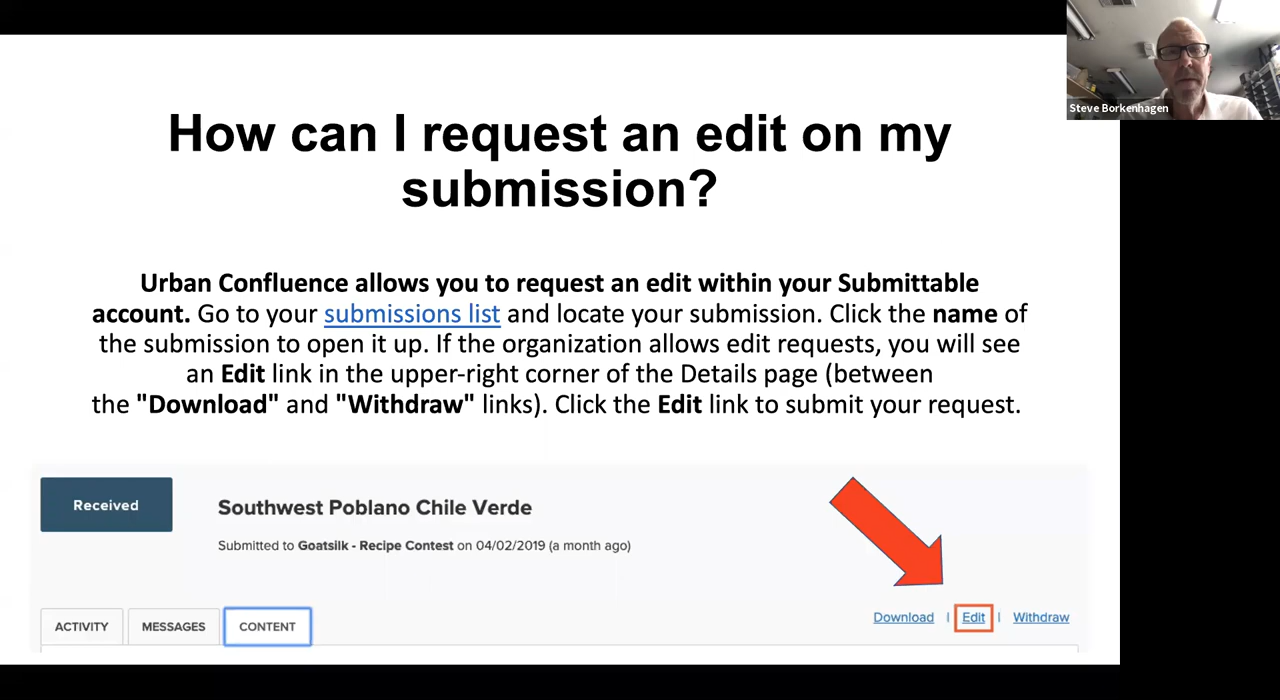 Steve Borkenhagen
How can I request an edit on my
submission?
Urban Confluence allows you to request an edit within your Submittable
account. Go to your submissions list and locate your submission. Click the name of
the submission to open it up. If the organization allows edit requests, you will see
an Edit link in the upper-right corner of the Details page (between
the "Download" and "Withdraw" links). Click the Edit link to submit your request.
Received
Southwest Poblano Chile Verde
Submitted to Goatsilk - Recipe Contest on 04/02/2019 (a month ago)
ACTIVITY MESSAGES CONTENT
Download | Edit | Withdraw